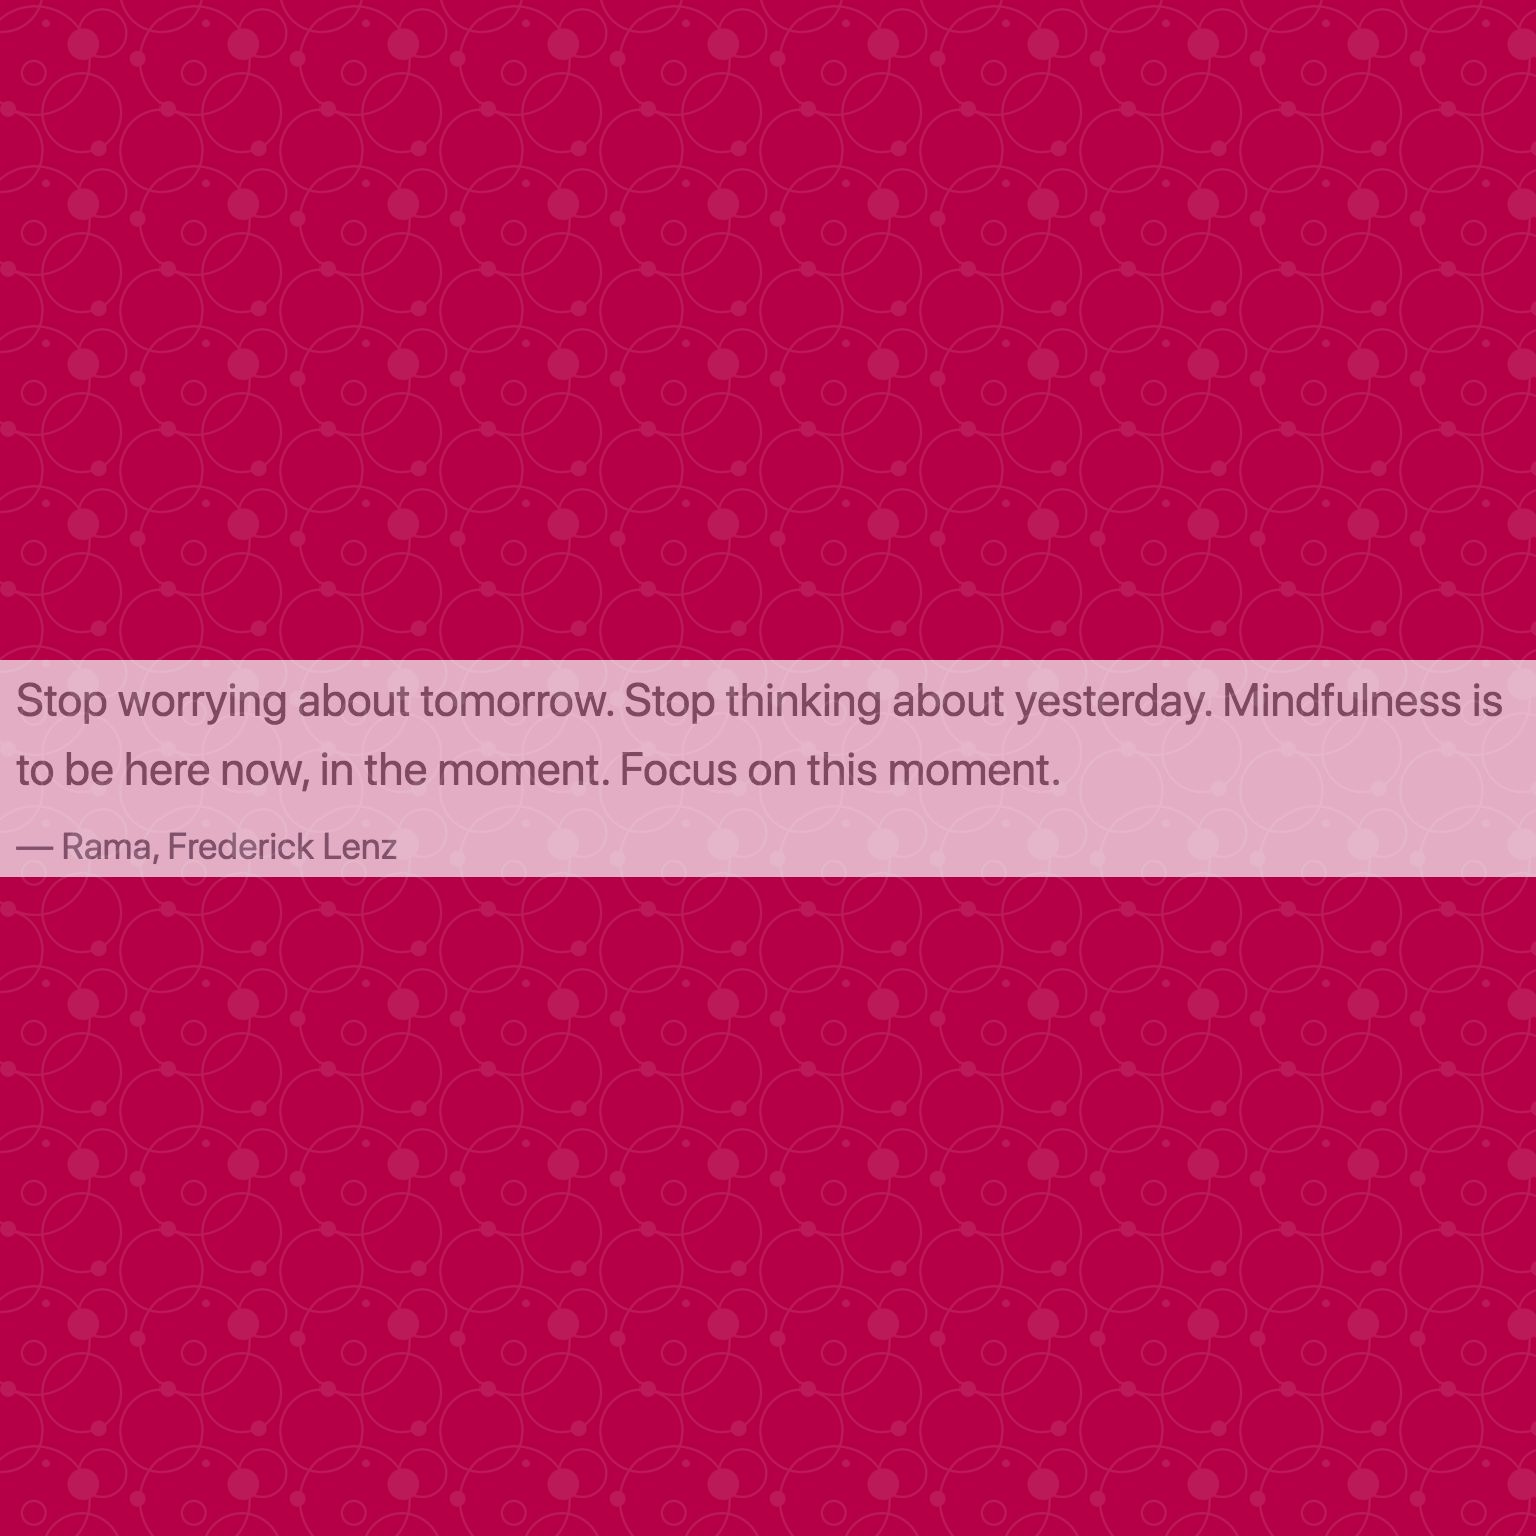 Stop worrying about tomorrow. Stop thinking about yesterday. Mindfulness is
to be here now, in the moment. Focus on this moment.
— Rama, Frederick Lenz